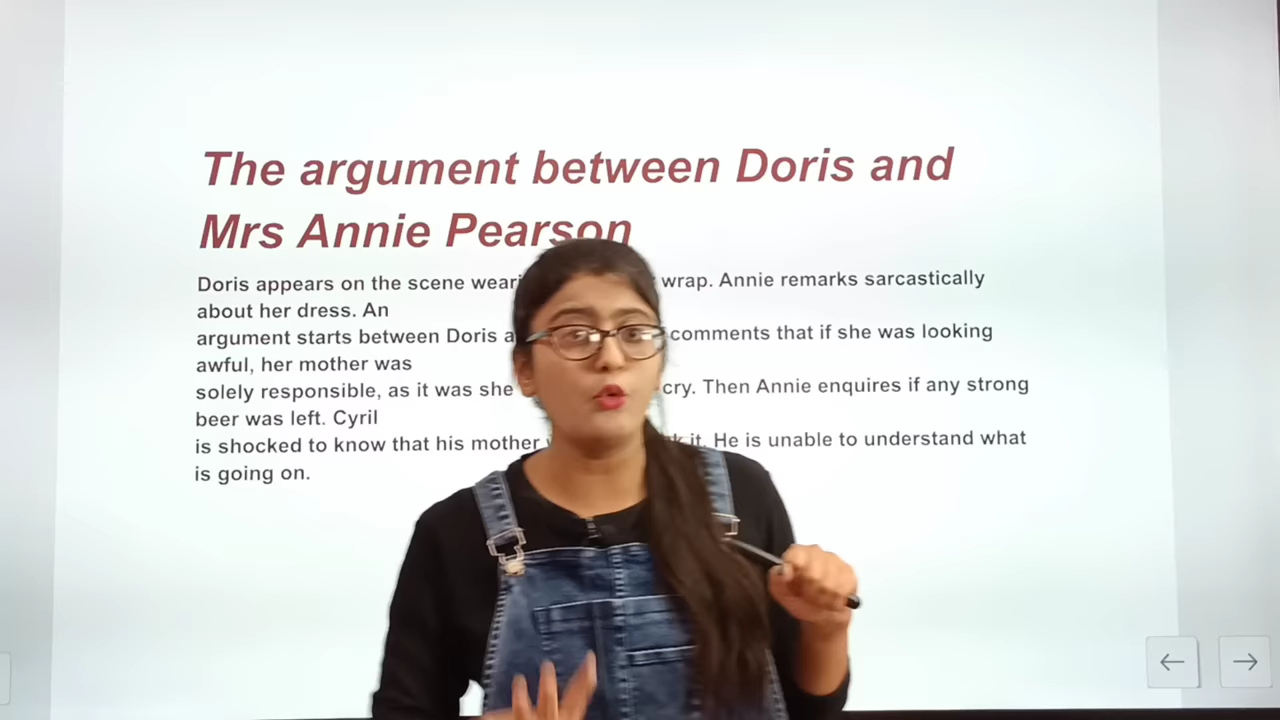 The argument between Doris and
Mrs Annie Pearson
Doris appears on the scene wrap. Annie remarks sarcastically
about her dress. An
argument starts between Doris comments that if she was looking
awful, her mother was
solely responsible, as it was she cry. Then Annie enquires if any strong
beer was left. Cyril
is shocked to know that his mother it. He is unable to understand what
is going on.